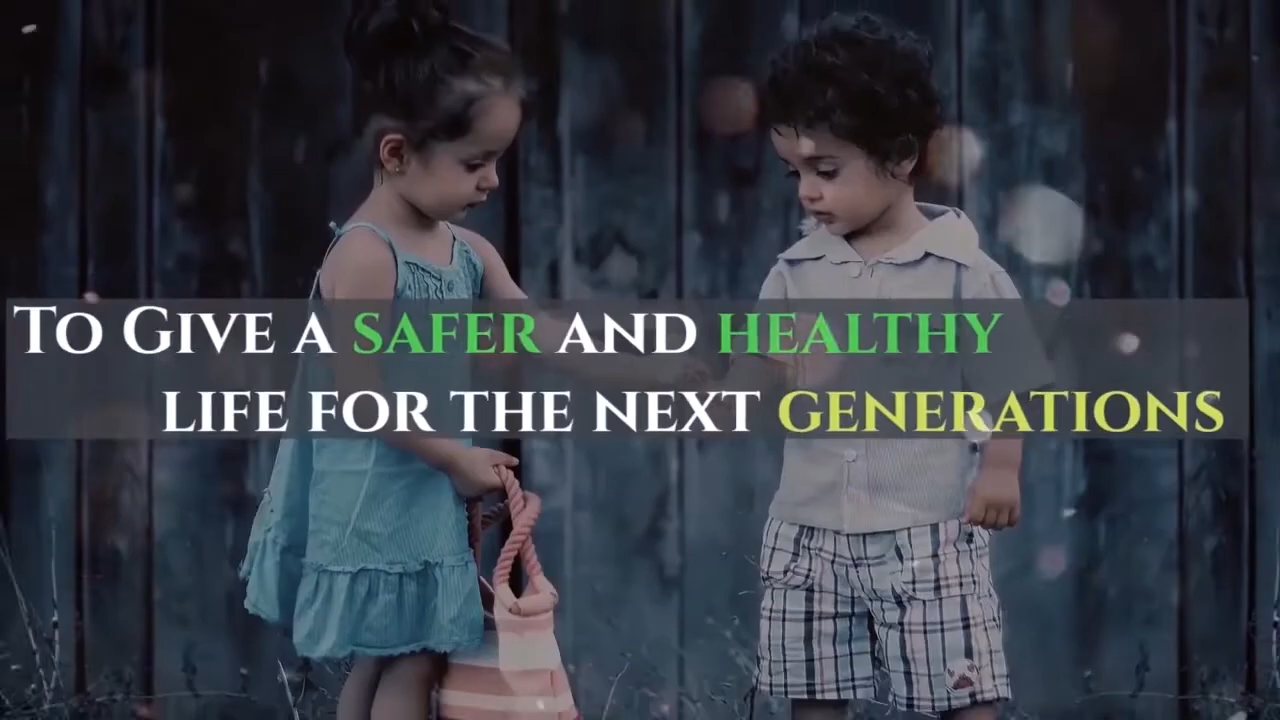 To Give a safer and healthy
life for the next generations